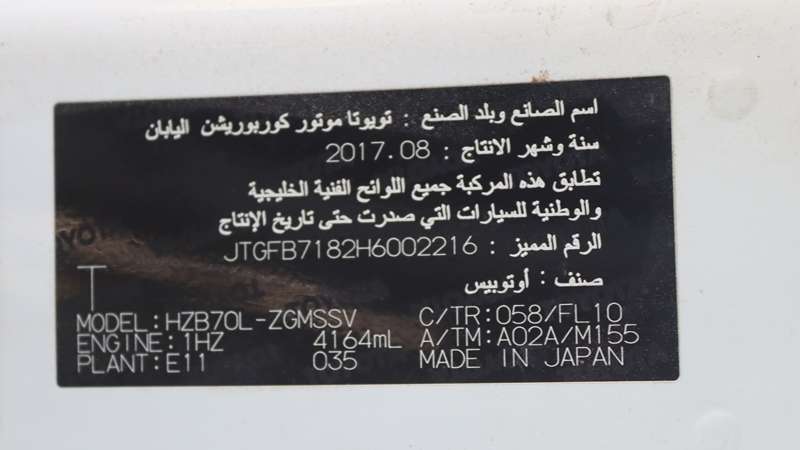 اسم الصانع وبلد الصنع : تويوتا موتور كوربوريشن اليابان
سنة وشهر الانتاج : 2017.08
تطابق هذه المركبة جميع اللوائح الفنية الخليجية
والوطنية للسيارات التي صدرت حتى تاريخ الإنتاج
الرقم المميز : JTGFB7182H6002216
صنف : أوتوبيس
T
MODEL:HZB70L-ZGMSSV C/TR:058/FL10
ENGINE:1HZ 4164mL A/TM:A02A/M155
PLANT:E11 035 MADE IN JAPAN